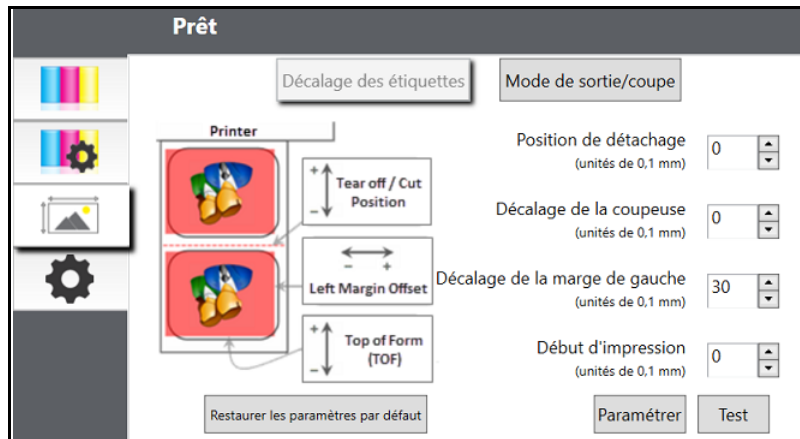 Prêt
Décalage des étiquettes
Mode de sortie/coupe
Printer
+
Tear off / Cut
Position
−
− +
Left Margin Offset
+
Top of Form
(TOF)
−
Position de détachage
(unités de 0,1 mm)
0
Décalage de la coupeuse
(unités de 0,1 mm)
0
Décalage de la marge de gauche
(unités de 0,1 mm)
30
Début d'impression
(unités de 0,1 mm)
0
Restaurer les paramètres par défaut
Paramétrer
Test